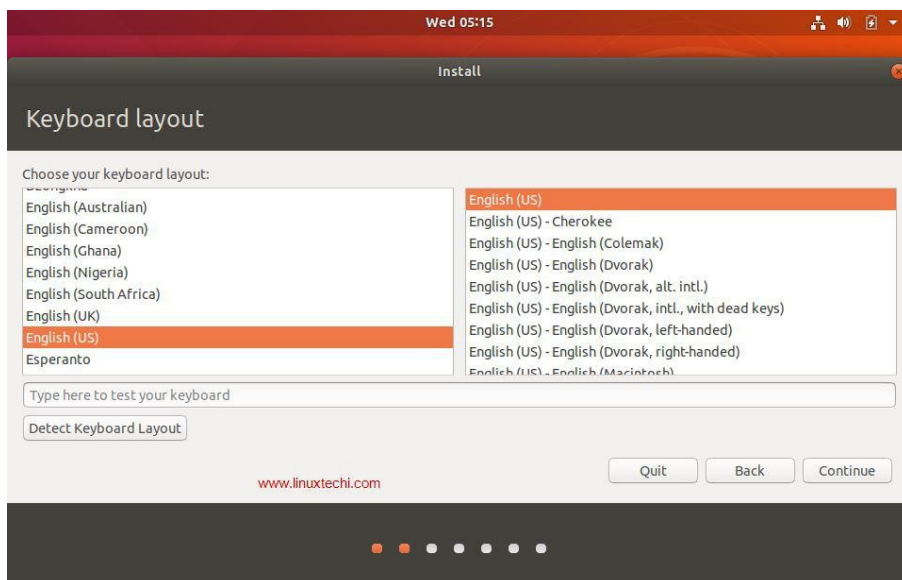 Wed 05:15
Install
Keyboard layout
Choose your keyboard layout:
English (Australian)
English (Cameroon)
English (Ghana)
English (Nigeria)
English (South Africa)
English (UK)
English (US)
Esperanto
English (US)
English (US) - Cherokee
English (US) - English (Colemak)
English (US) - English (Dvorak)
English (US) - English (Dvorak, alt. intl.)
English (US) - English (Dvorak, intl., with dead keys)
English (US) - English (Dvorak, left-handed)
English (US) - English (Dvorak, right-handed)
English (US) - English (Macintosh)
Type here to test your keyboard
Detect Keyboard Layout
Quit Back Continue
www.linuxtechi.com